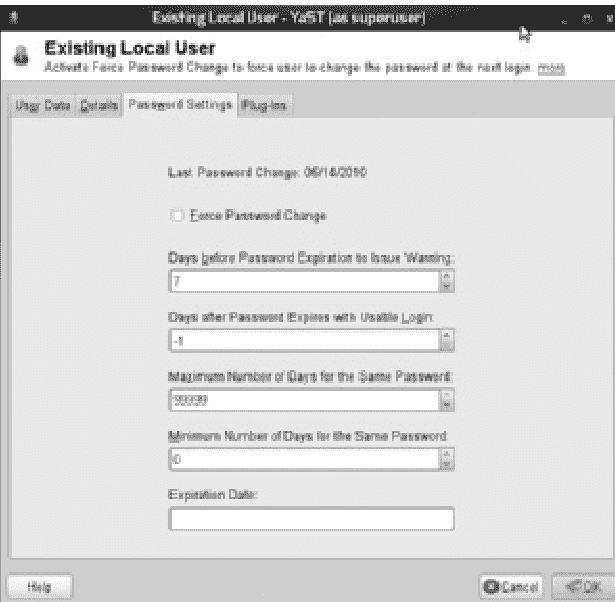 Existing Local User - YaST (as superuser)
Existing Local User
Activate Force Password Change to force user to change the password at the next login. more
User Data Details Password Settings Plug-Ins
Last Password Change: 06/14/2010
Force Password Change
Days before Password Expiration to Issue Warning:
7
Days after Password Expires with Usable Login:
-1
Maximum Number of Days for the Same Password:
99999
Minimum Number of Days for the Same Password:
0
Expiration Date:
Help Cancel OK